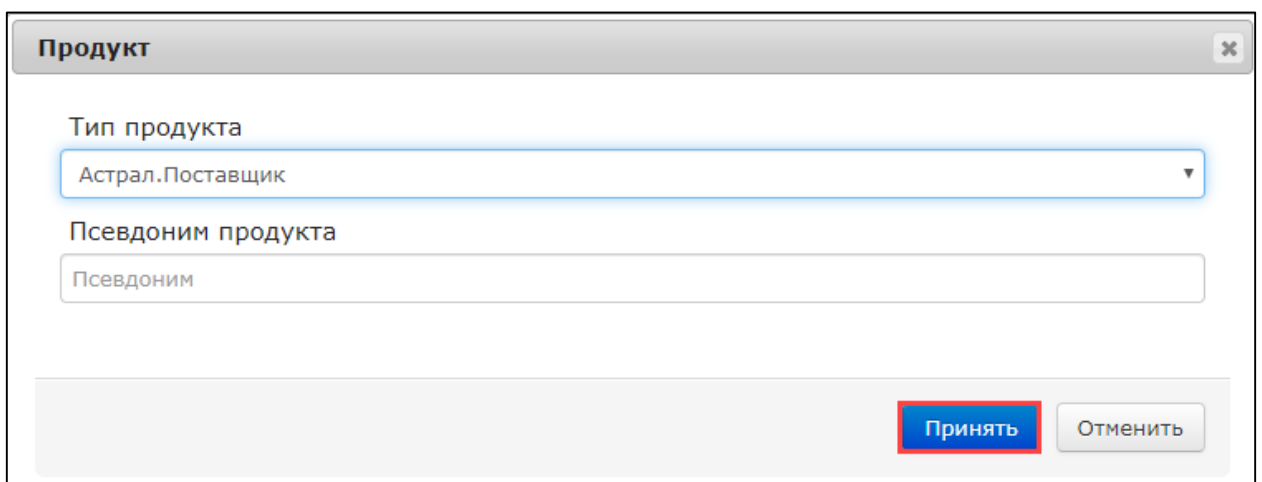 Продукт
Тип продукта
Астрал.Поставщик
Псевдоним продукта
Псевдоним
Принять Отменить